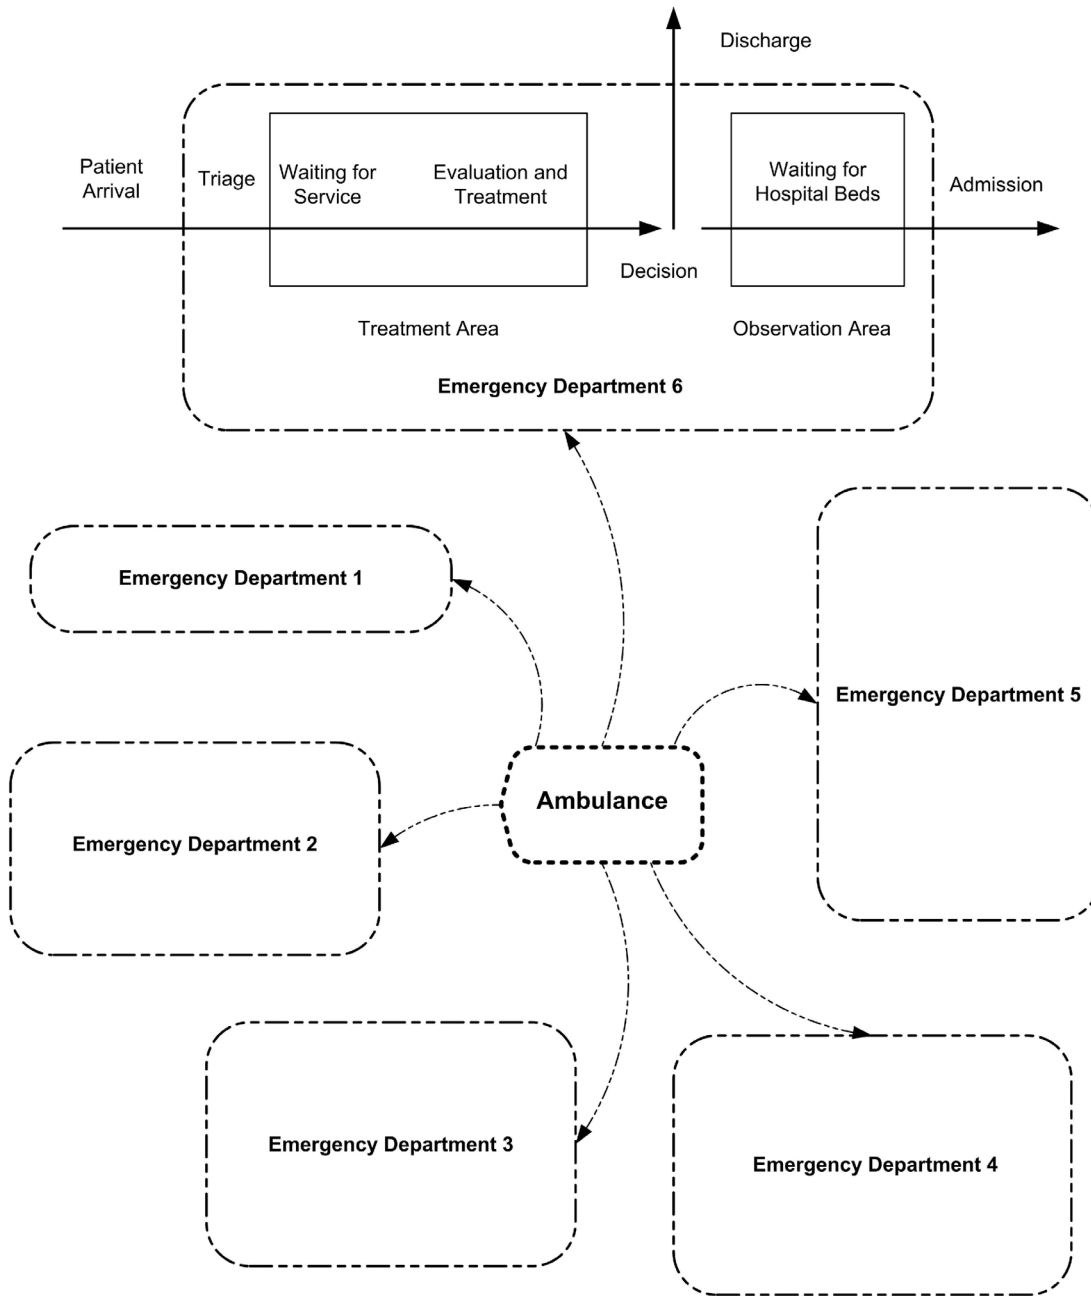 Discharge
Patient
Arrival
Triage
Waiting for
Service
Evaluation and
Treatment
Waiting for
Hospital Beds
Admission
Decision
Treatment Area
Observation Area
Emergency Department 6
Emergency Department 1
Emergency Department 5
Ambulance
Emergency Department 2
Emergency Department 3
Emergency Department 4